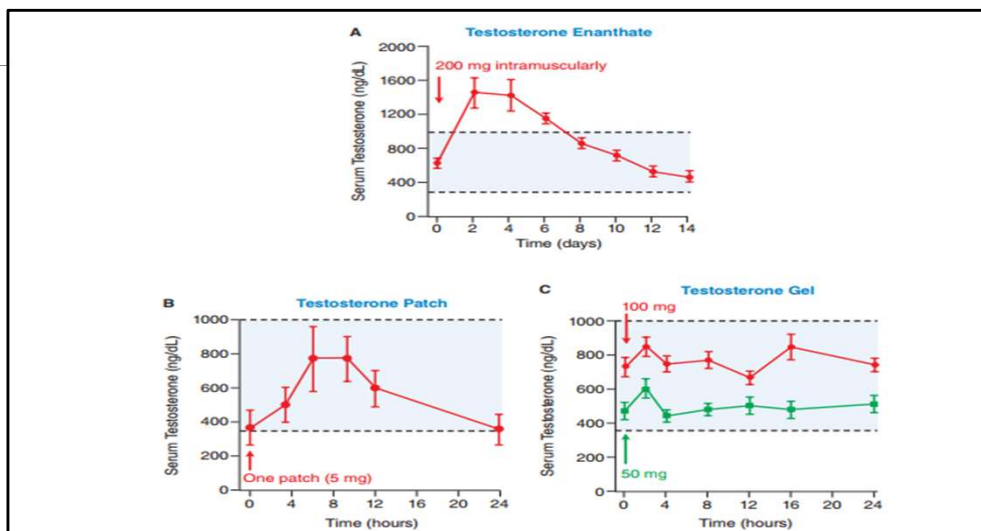 A
Testosterone Enanthate
Serum Testosterone (ng/dL)
2000
1600
1200
800
400
0
200 mg intramuscularly
0 2 4 6 8 10 12 14
Time (days)
B
Testosterone Patch
Serum Testosterone (ng/dL)
1000
800
600
400
200
0
One patch (5 mg)
0 4 8 12 16 20 24
Time (hours)
C
Testosterone Gel
Serum Testosterone (ng/dL)
1000
800
600
400
200
0
100 mg
50 mg
0 4 8 12 16 20 24
Time (hours)